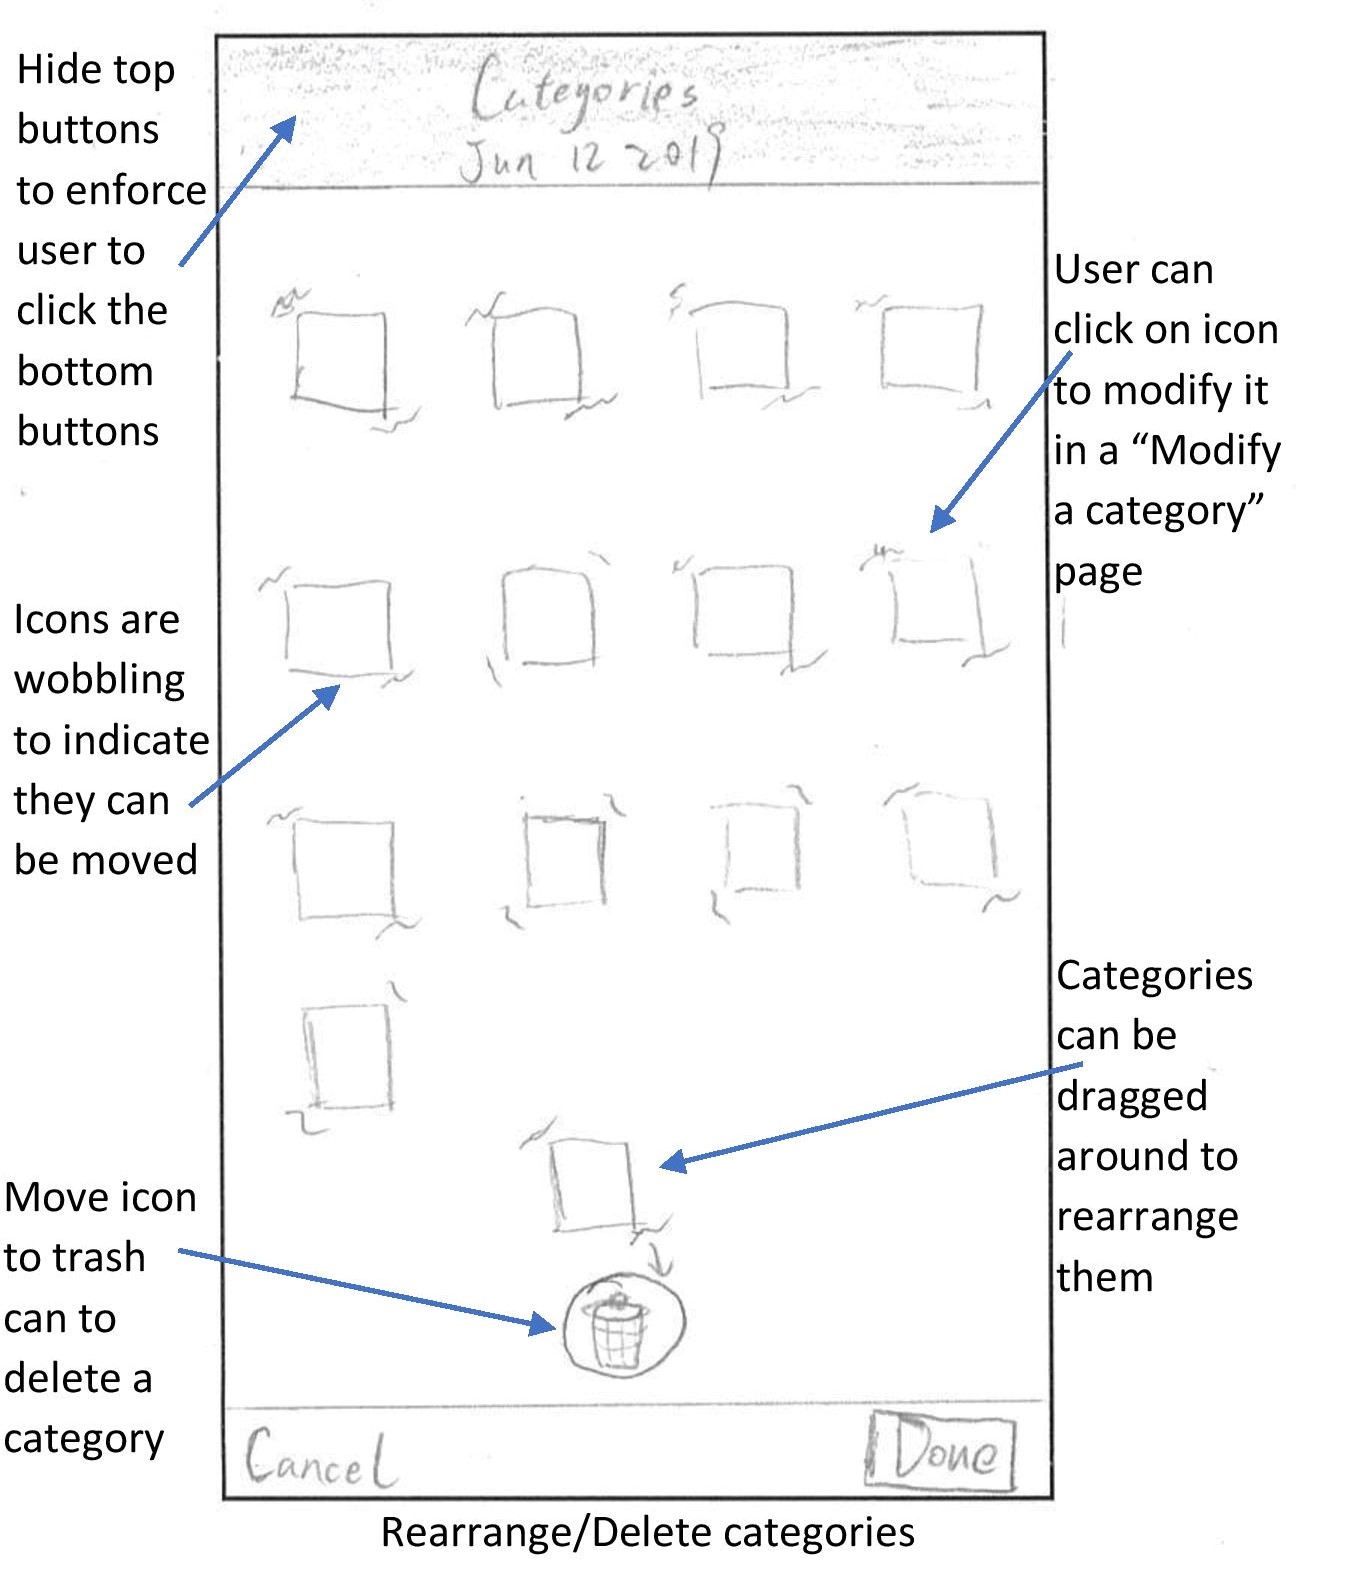 Hide top
buttons
to enforce
user to
click the
bottom
buttons
Categories
Jun 12 2019
User can
click on icon
to modify it
in a “Modify
a category”
page
Icons are
wobbling
to indicate
they can
be moved
Categories
can be
dragged
around to
rearrange
them
Move icon
to trash
can to
delete a
category
Cancel
Done
Rearrange/Delete categories